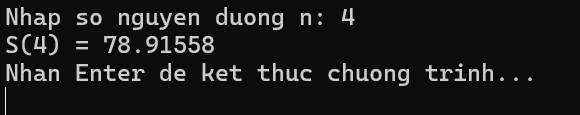 Nhap so nguyen duong n: 4
S(4) = 78.91558
Nhan Enter de ket thuc chuong trinh...